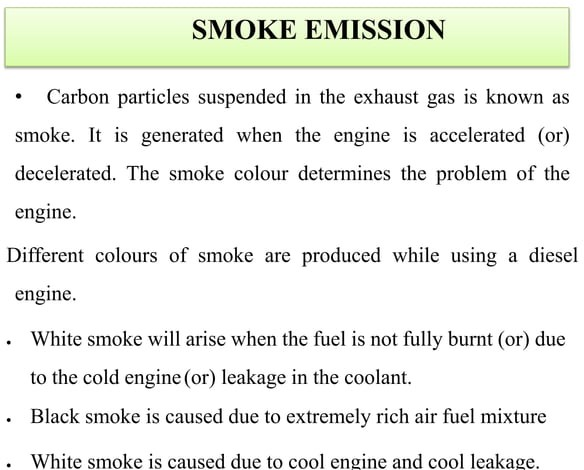 SMOKE EMISSION
• Carbon particles suspended in the exhaust gas is known as
smoke. It is generated when the engine is accelerated (or)
decelerated. The smoke colour determines the problem of the
engine.
Different colours of smoke are produced while using a diesel
engine.
• White smoke will arise when the fuel is not fully burnt (or) due
to the cold engine (or) leakage in the coolant.
• Black smoke is caused due to extremely rich air fuel mixture
• White smoke is caused due to cool engine and cool leakage.